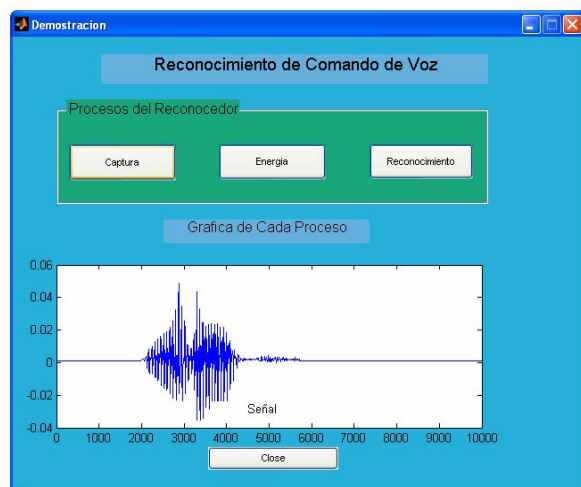 Demostracion
Reconocimiento de Comando de Voz
Procesos del Reconocedor
Captura
Energia
Reconocimiento
Grafica de Cada Proceso
0.06
0.04
0.02
0
-0.02
-0.04
Señal
0 1000 2000 3000 4000 5000 6000 7000 8000 9000 10000
Close